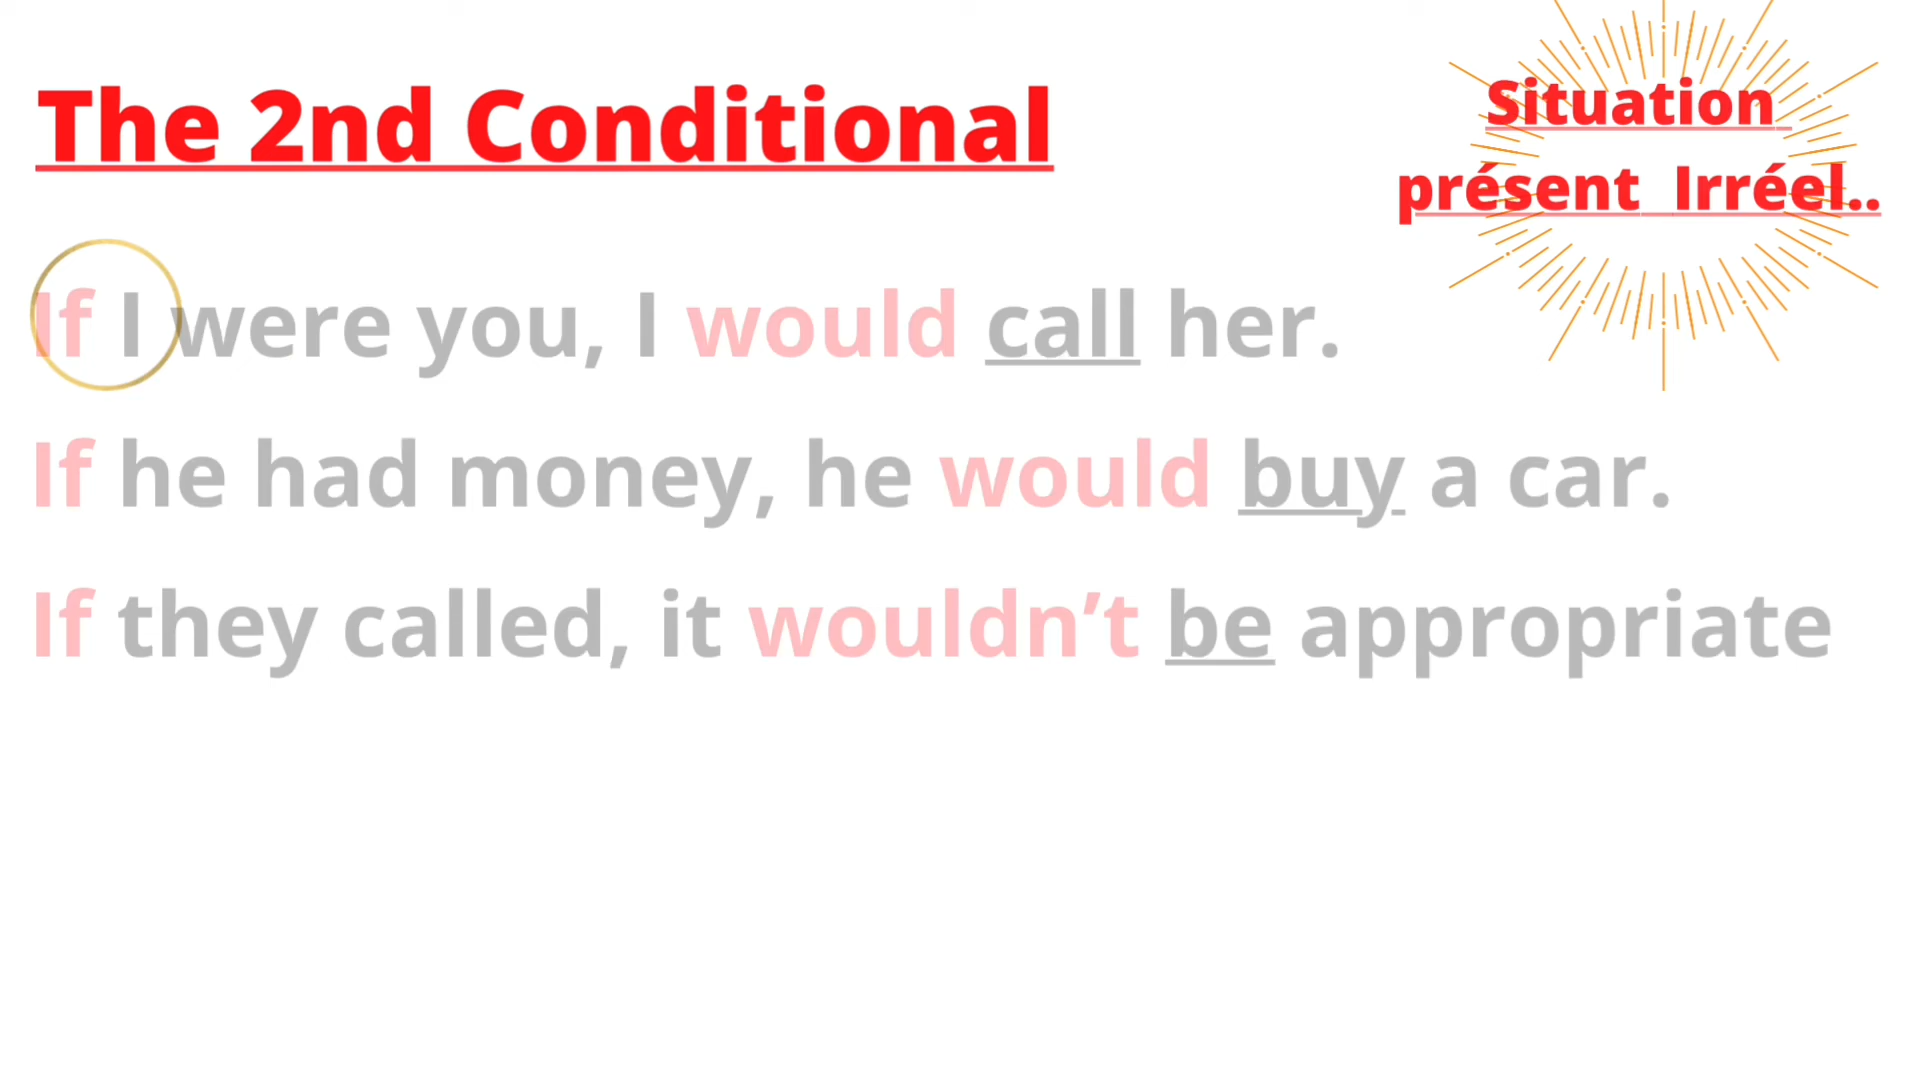 The 2nd Conditional
Situation
présent Irréel..
If I were you, I would call her.
If he had money, he would buy a car.
If they called, it wouldn’t be appropriate